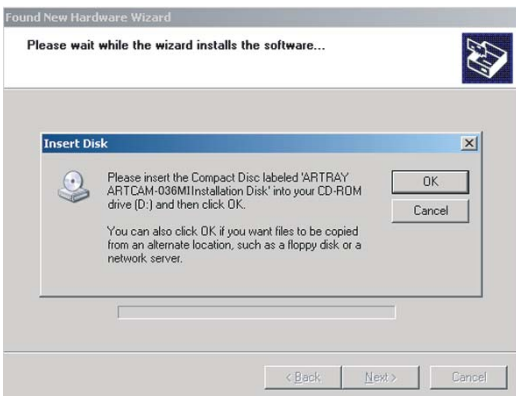 Found New Hardware Wizard
Please wait while the wizard installs the software...
Insert Disk
Please insert the Compact Disc labeled 'ARTRAY
ARTCAM-036MIInstallation Disk' into your CD-ROM
drive (D:) and then click OK.
You can also click OK if you want files to be copied
from an alternate location, such as a floppy disk or a
network server.
OK
Cancel
< Back
Next >
Cancel